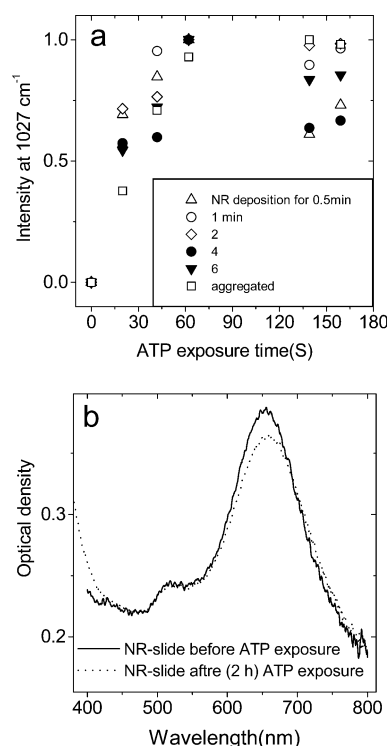 a
Intensity at 1027 cm-1
1.0
0.5
0.0
NR deposition for 0.5min
1 min
2
4
6
aggregated
0 30 60 90 120 150 180
ATP exposure time(S)
b
Optical density
0.3
0.2
NR-slide before ATP exposure
NR-slide aftre (2 h) ATP exposure
400 500 600 700 800
Wavelength(nm)